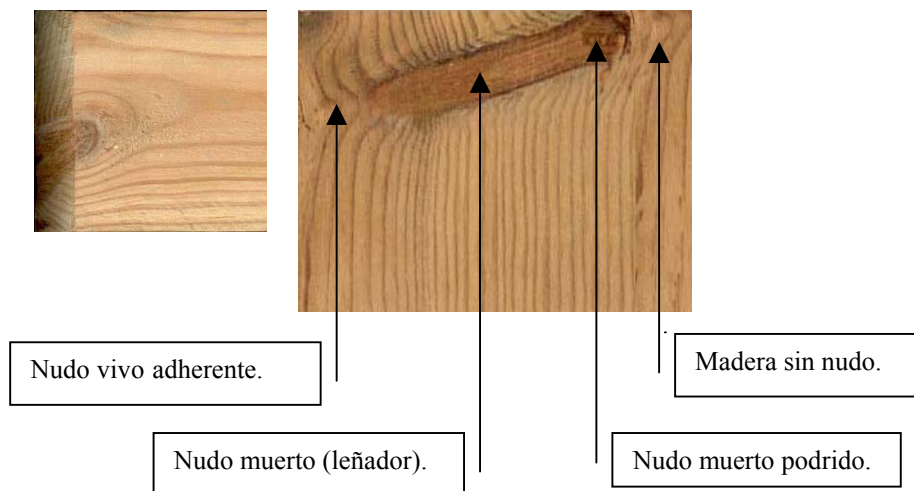 Nudo vivo adherente.
Madera sin nudo.
Nudo muerto (leñador).
Nudo muerto podrido.